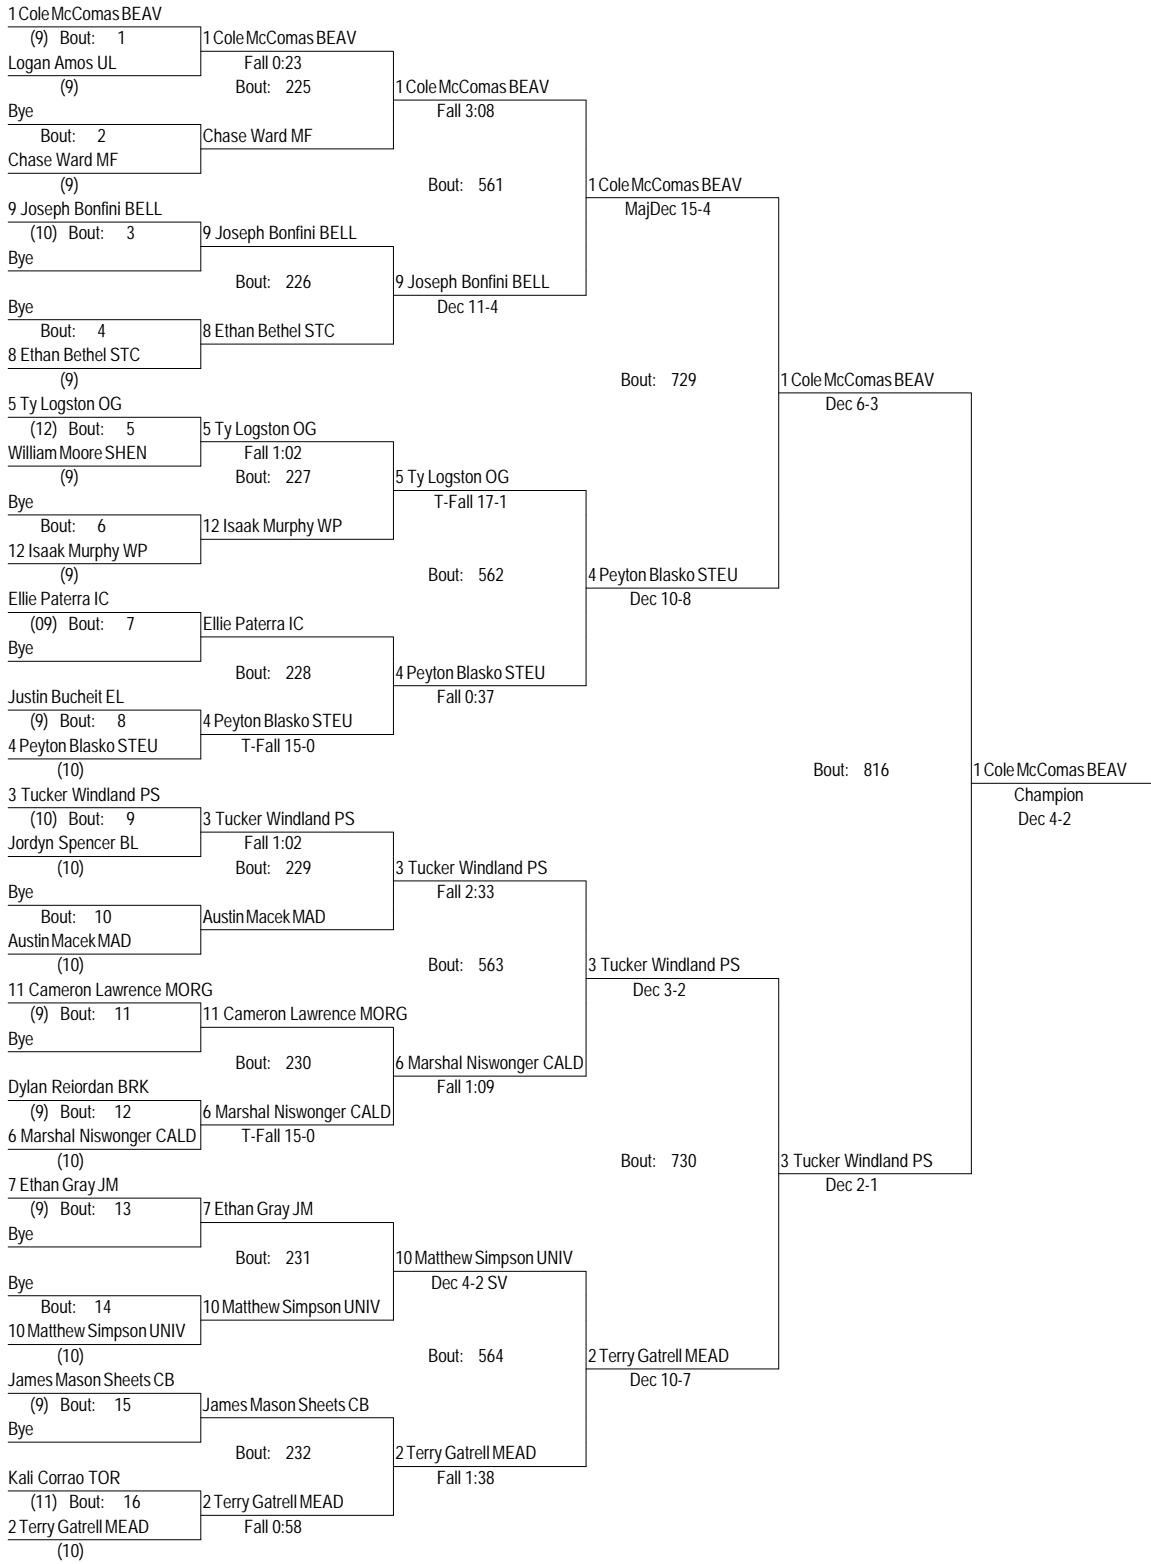 1 Cole McComas BEAV
(9) Bout: 1
Logan Amos UL
(9)
Bye
Bout: 2
Chase Ward MF
(9)
9 Joseph Bonfini BELL
(10) Bout: 3
Bye
Bye
Bout: 4
8 Ethan Bethel STC
(9)
5 Ty Logston OG
(12) Bout: 5
William Moore SHEN
(9)
Bye
Bout: 6
12 Isaak Murphy WP
(9)
Ellie Paterra IC
(09) Bout: 7
Bye
Justin Bucheit EL
(9) Bout: 8
4 Peyton Blasko STEU
(10)
3 Tucker Windland PS
(10) Bout: 9
Jordyn Spencer BL
(10)
Bye
Bout: 10
Austin Macek MAD
(10)
11 Cameron Lawrence MORG
(9) Bout: 11
Bye
Dylan Reiordan BRK
(9) Bout: 12
6 Marshal Niswonger CALD
(10)
7 Ethan Gray JM
(9) Bout: 13
Bye
Bye
Bout: 14
10 Matthew Simpson UNIV
(10)
James Mason Sheets CB
(9) Bout: 15
Bye
Kali Corrao TOR
(11) Bout: 16
2 Terry Gatrell MEAD
(10)
1 Cole McComas BEAV
Fall 0:23
Bout: 225
Chase Ward MF
9 Joseph Bonfini BELL
Bout: 226
8 Ethan Bethel STC
5 Ty Logston OG
Fall 1:02
Bout: 227
12 Isaak Murphy WP
Ellie Paterra IC
Bout: 228
4 Peyton Blasko STEU
T-Fall 15-0
3 Tucker Windland PS
Fall 1:02
Bout: 229
Austin Macek MAD
11 Cameron Lawrence MORG
Bout: 230
6 Marshal Niswonger CALD
T-Fall 15-0
7 Ethan Gray JM
Bout: 231
10 Matthew Simpson UNIV
James Mason Sheets CB
Bout: 232
2 Terry Gatrell MEAD
Fall 0:58
1 Cole McComas BEAV
Fall 3:08
Bout: 561
9 Joseph Bonfini BELL
Dec 11-4
5 Ty Logston OG
T-Fall 17-1
Bout: 562
4 Peyton Blasko STEU
Fall 0:37
3 Tucker Windland PS
Fall 2:33
Bout: 563
6 Marshal Niswonger CALD
Fall 1:09
10 Matthew Simpson UNIV
Dec 4-2 SV
Bout: 564
2 Terry Gatrell MEAD
Fall 1:38
1 Cole McComas BEAV
MajDec 15-4
Bout: 729
4 Peyton Blasko STEU
Dec 10-8
3 Tucker Windland PS
Dec 3-2
Bout: 730
2 Terry Gatrell MEAD
Dec 10-7
1 Cole McComas BEAV
Dec 6-3
Bout: 816
3 Tucker Windland PS
Dec 2-1
1 Cole McComas BEAV
Champion
Dec 4-2